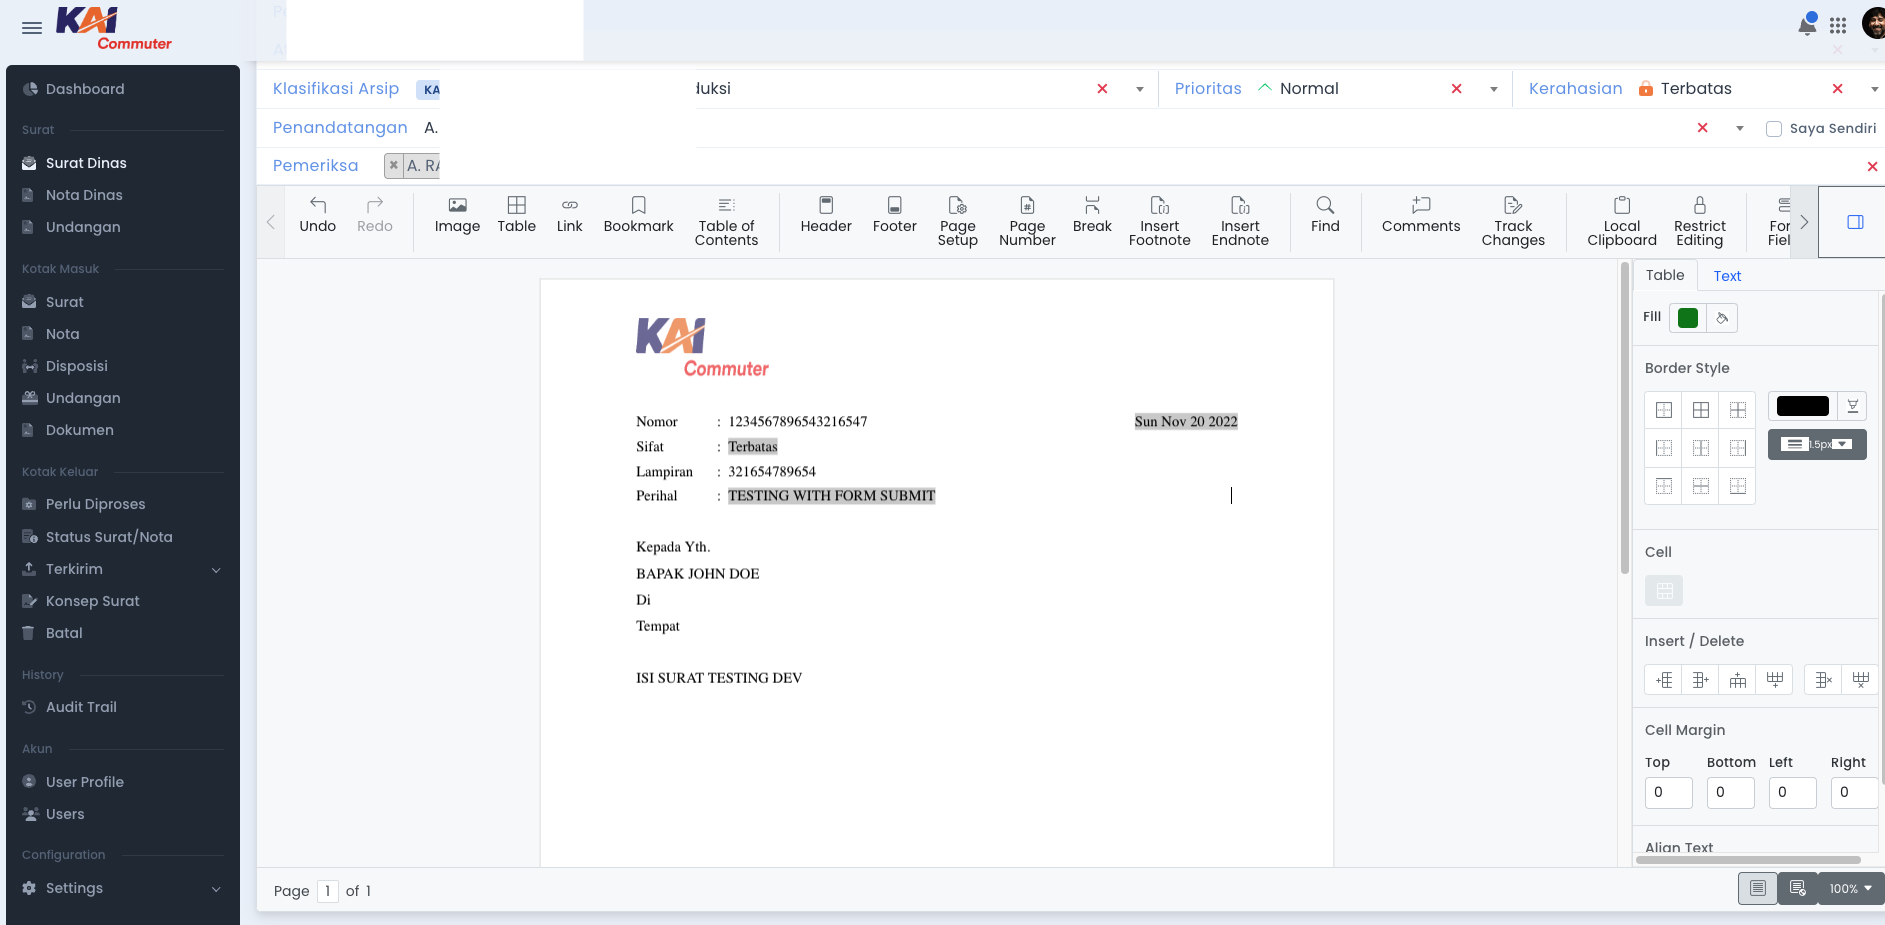 KAI
Commuter
Dashboard
Surat
Surat Dinas
Nota Dinas
Undangan
Kotak Masuk
Surat
Nota
Disposisi
Undangan
Dokumen
Kotak Keluar
Perlu Diproses
Status Surat/Nota
Terkirim
Konsep Surat
Batal
History
Audit Trail
Akun
User Profile
Users
Configuration
Settings
Klasifikasi Arsip KA duksi Prioritas Normal Kerahasian Terbatas
Penandatangan A. Saya Sendiri
Pemeriksa A. RA
Undo Redo Image Table Link Bookmark Table of Contents Header Footer Page Setup Page Number Break Insert Footnote Insert Endnote Find Comments Track Changes Local Clipboard Restrict Editing For Fiel
KAI
Commuter
Nomor : 1234567896543216547 Sun Nov 20 2022
Sifat : Terbatas
Lampiran : 321654789654
Perihal : TESTING WITH FORM SUBMIT
Kepada Yth.
BAPAK JOHN DOE
Di
Tempat
ISI SURAT TESTING DEV
Table Text
Fill
Border Style
1.5px
Cell
Insert / Delete
Cell Margin
Top Bottom Left Right
0 0 0 0
Align Text
Page 1 of 1
100%